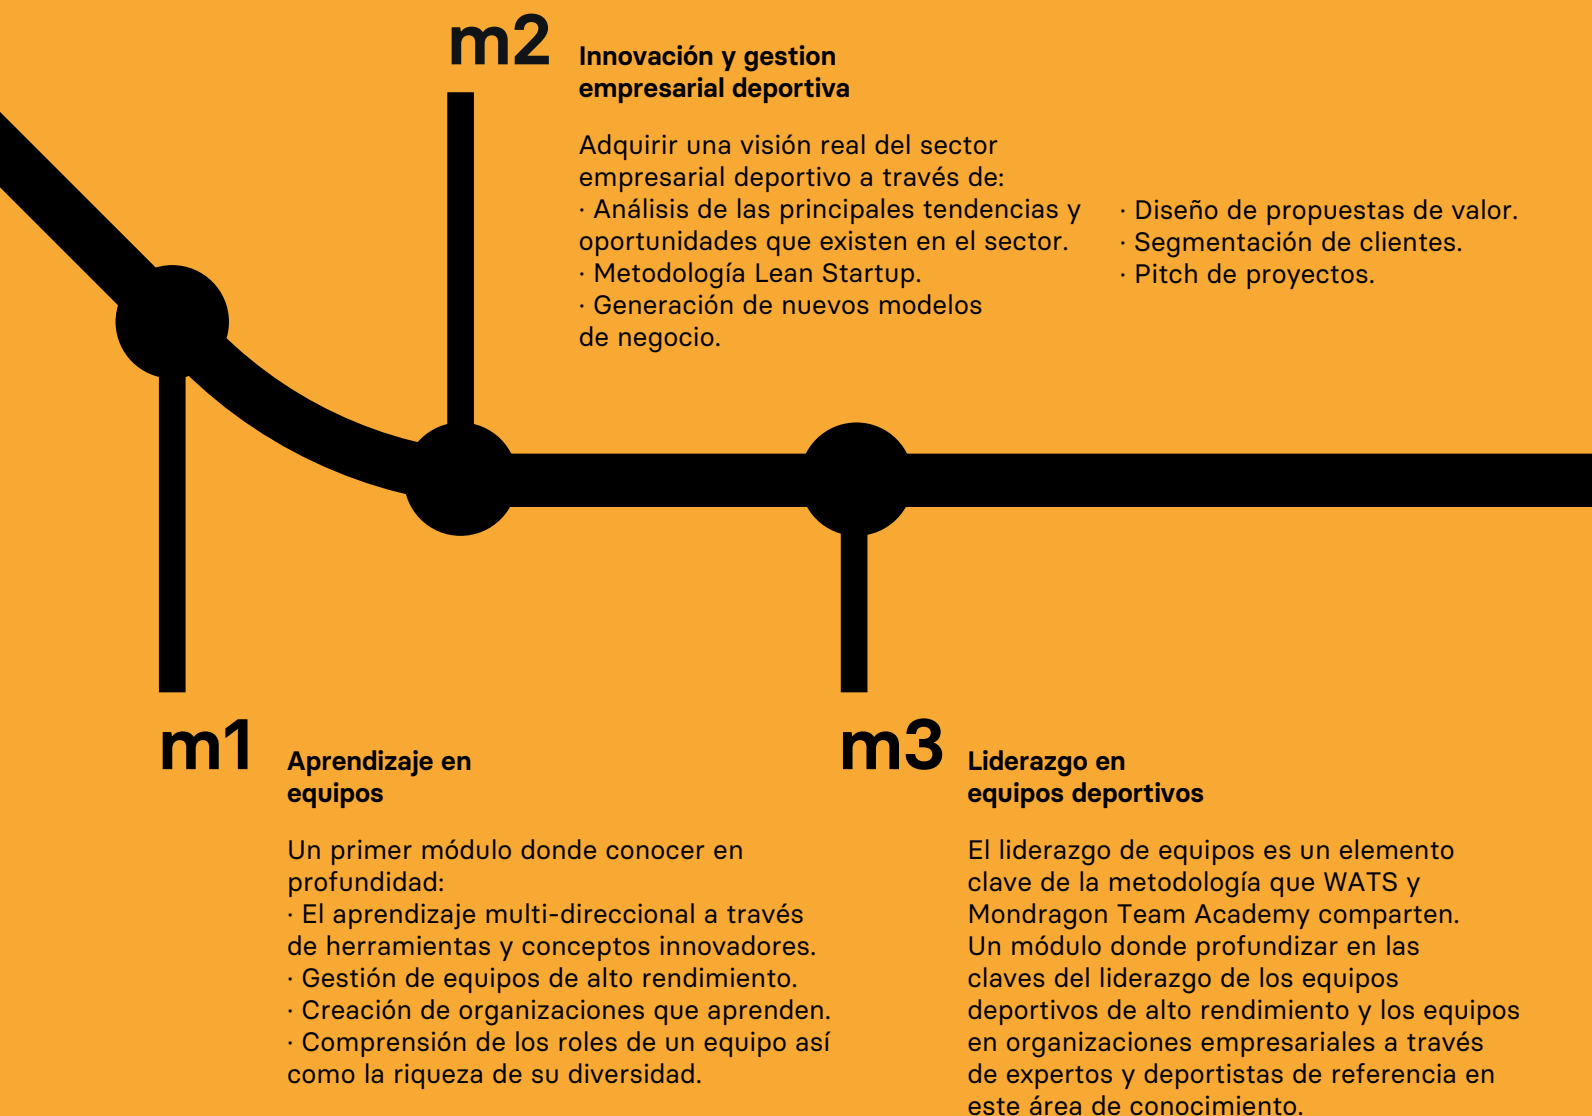 m2
Innovación y gestion
empresarial deportiva
Adquirir una visión real del sector
empresarial deportivo a través de:
· Análisis de las principales tendencias y
oportunidades que existen en el sector.
· Metodología Lean Startup.
· Generación de nuevos modelos
de negocio.
· Diseño de propuestas de valor.
· Segmentación de clientes.
· Pitch de proyectos.
m1
Aprendizaje en
equipos
Un primer módulo donde conocer en
profundidad:
· El aprendizaje multi-direccional a través
de herramientas y conceptos innovadores.
· Gestión de equipos de alto rendimiento.
· Creación de organizaciones que aprenden.
· Comprensión de los roles de un equipo así
como la riqueza de su diversidad.
m3
Liderazgo en
equipos deportivos
El liderazgo de equipos es un elemento
clave de la metodología que WATS y
Mondragon Team Academy comparten.
Un módulo donde profundizar en las
claves del liderazgo de los equipos
deportivos de alto rendimiento y los equipos
en organizaciones empresariales a través
de expertos y deportistas de referencia en
este área de conocimiento.